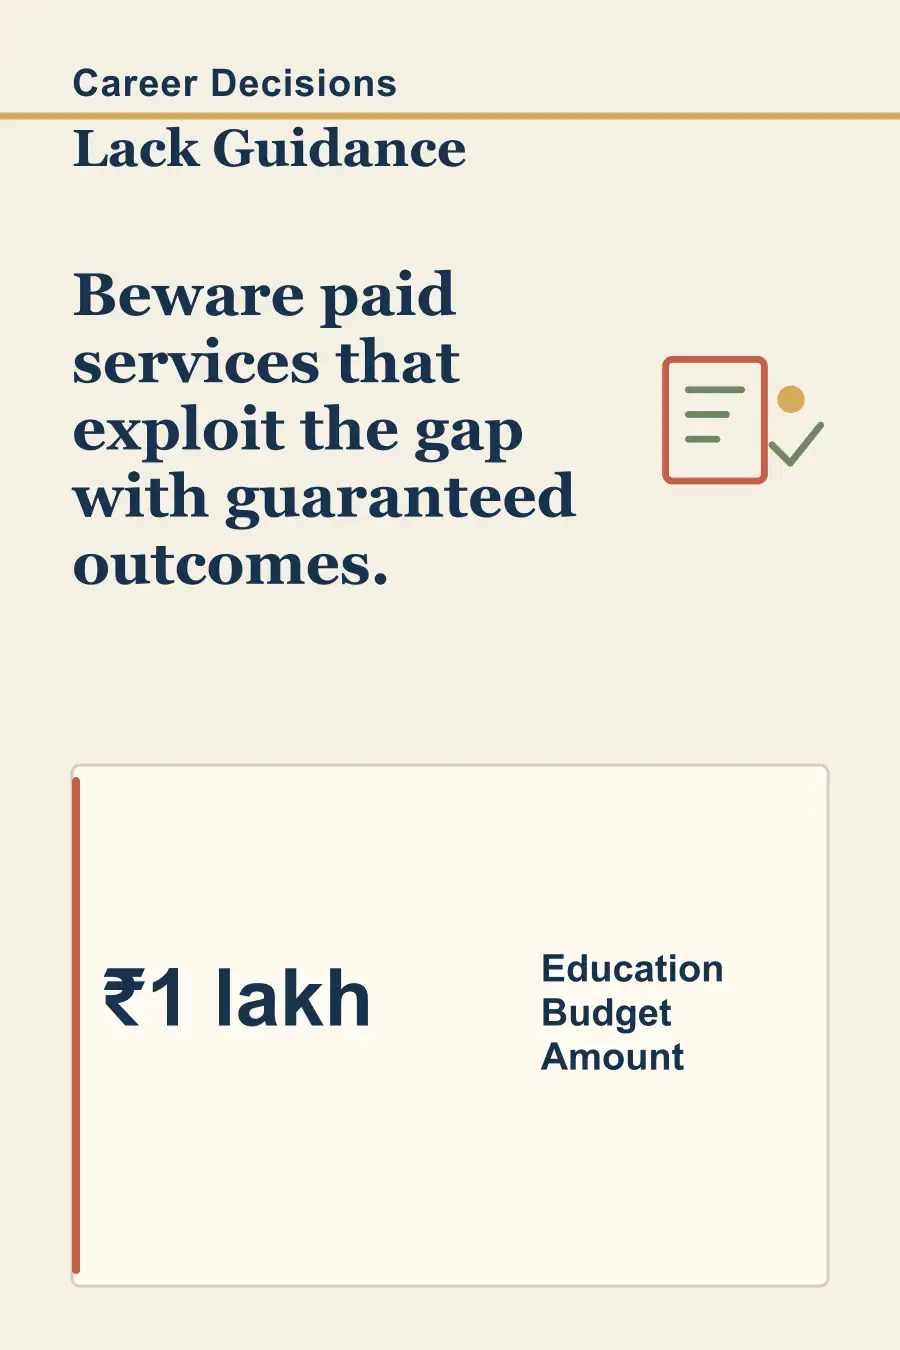 Career Decisions
Lack Guidance
Beware paid
services that
exploit the gap
with guaranteed
outcomes.
₹1 lakh
Education
Budget
Amount